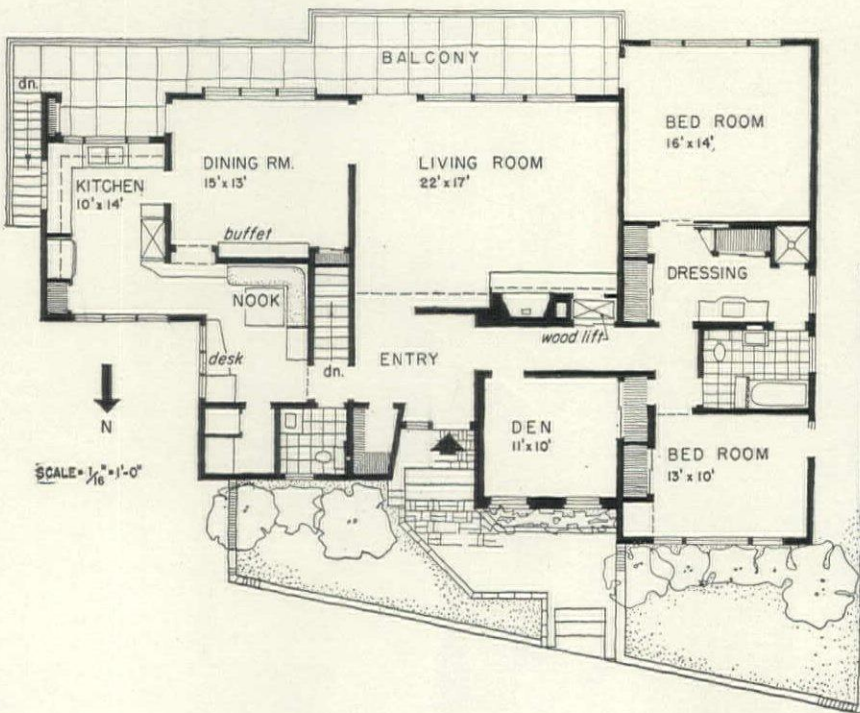 BALCONY
dn.
BED ROOM
16' x 14'
DINING RM.
15' x 13'
LIVING ROOM
22' x 17'
KITCHEN
10' x 14'
buffet
DRESSING
NOOK
wood lift
desk
ENTRY
dn.
N
DEN
11' x 10'
BED ROOM
13' x 10'
SCALE = 1/16" = 1'-0"